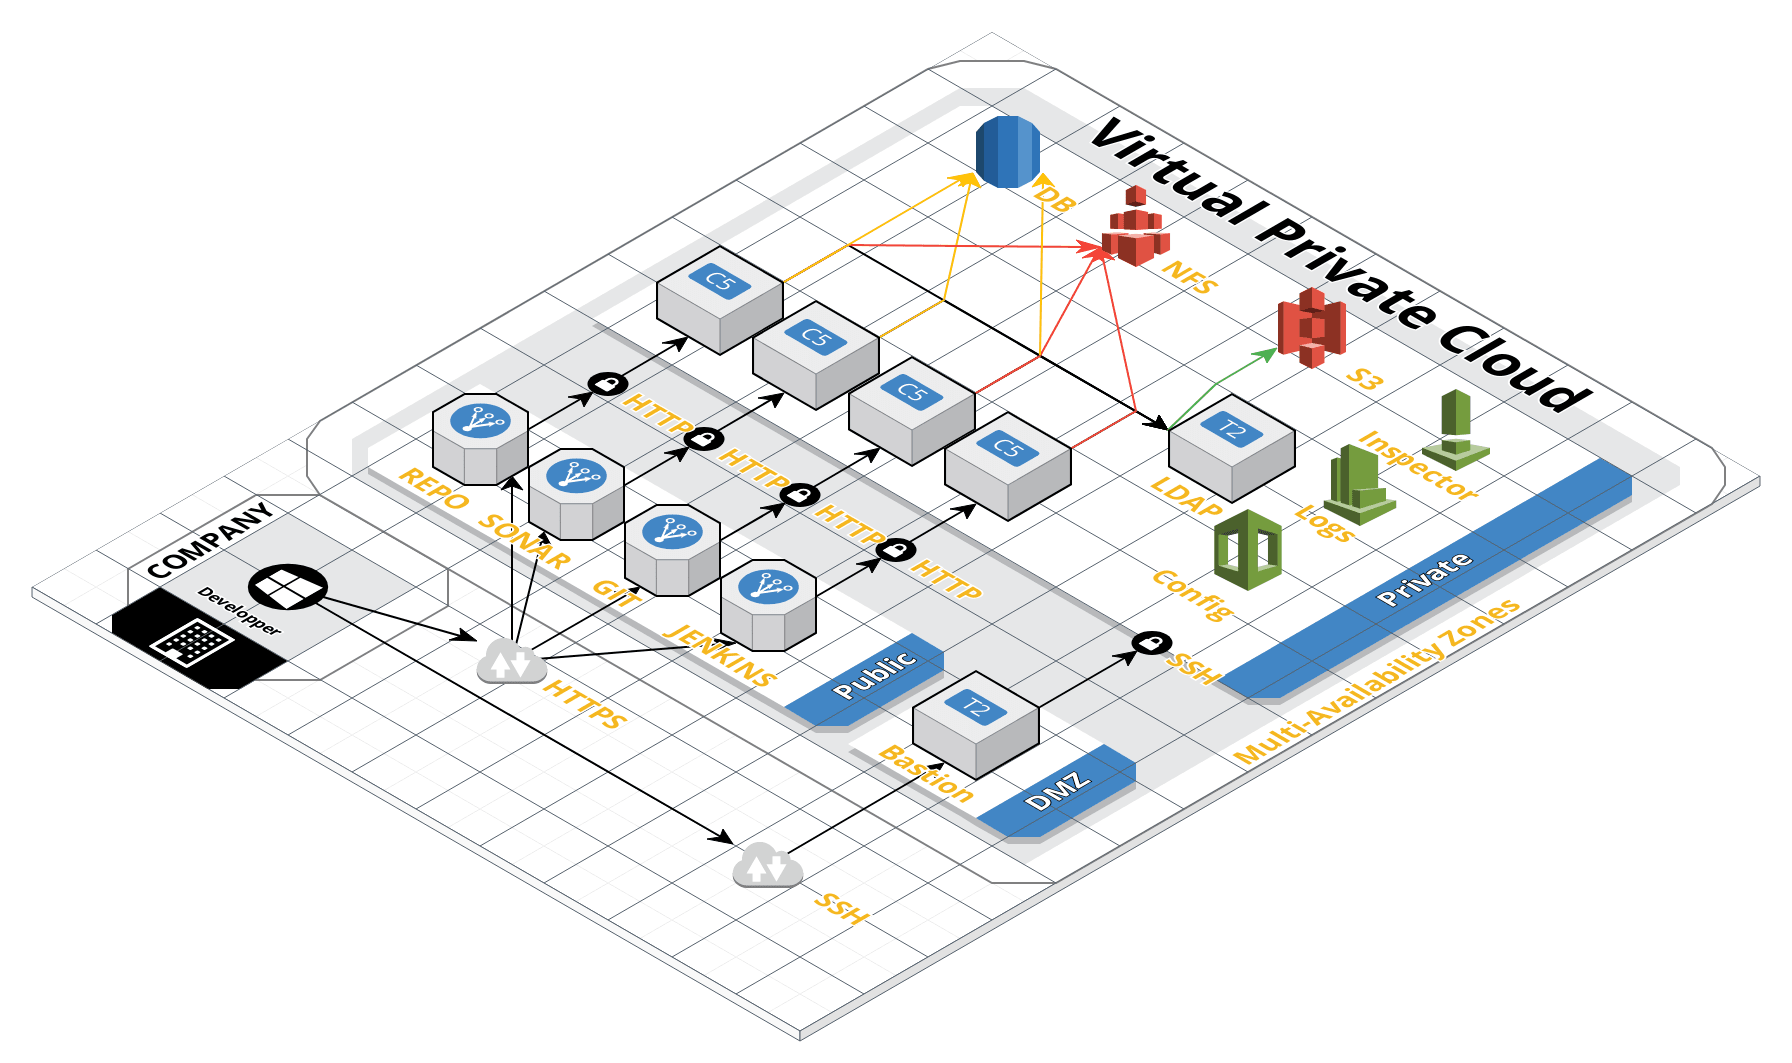 Virtual Private Cloud
DB
NFS
S3
C5
C5
C5
C5
T2
LDAP
Inspector
Logs
Config
HTTP
HTTP
HTTP
HTTP
REPO
SONAR
GIT
JENKINS
COMPANY
Developper
HTTPS
Public
Private
Multi-Availability Zones
SSH
T2
Bastion
DMZ
SSH